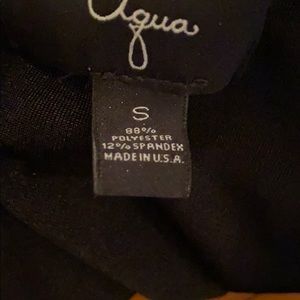 Aqua
S
88%
POLYESTER
12% SPANDEX
MADE IN U.S.A.